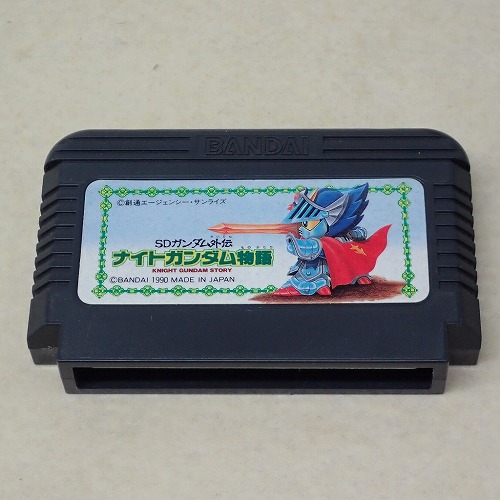 BANDAI
©創通エージェンシー・サンライズ
SDガンダム外伝
ナイトガンダム物語
KNIGHT GUNDAM STORY
©BANDAI 1990 MADE IN JAPAN